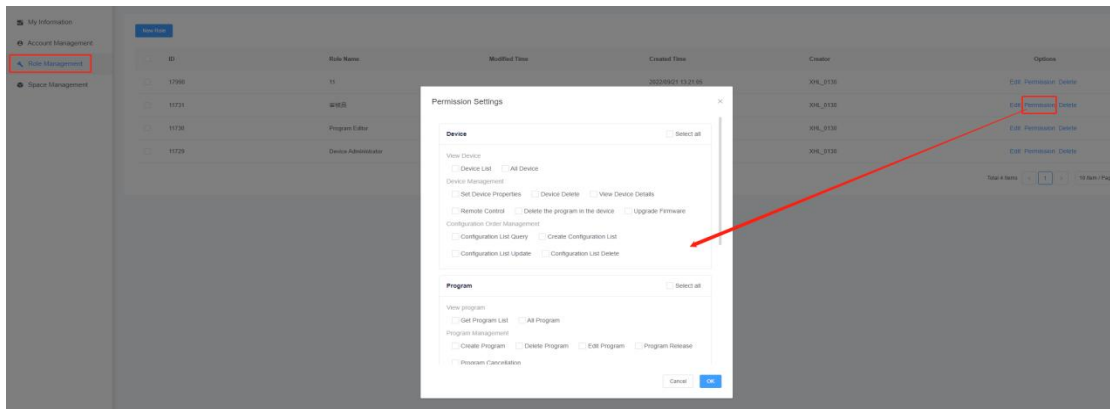 My Information
Account Management
Role Management
Space Management
New Role
ID Role Name Modified Time Created Time Creator Options
11 2022/09/21 13:21:05 XHL_0130 Edit Permission Delete
11731 审核员 XHL_0130 Edit Permission Delete
11730 Program Editor XHL_0130 Edit Permission Delete
11729 Device Administrator XHL_0130 Edit Permission Delete
Total 4 items < 1 > 10 item / Pag
Permission Settings ×
Device Select all
View Device
Device List All Device
Device Management
Set Device Properties Device Delete View Device Details
Remote Control Delete the program in the device Upgrade Firmware
Configuration Order Management
Configuration List Query Create Configuration List
Configuration List Update Configuration List Delete
Program Select all
View program
Get Program List All Program
Program Management
Create Program Delete Program Edit Program Program Release
Program Cancellation
Cancel OK